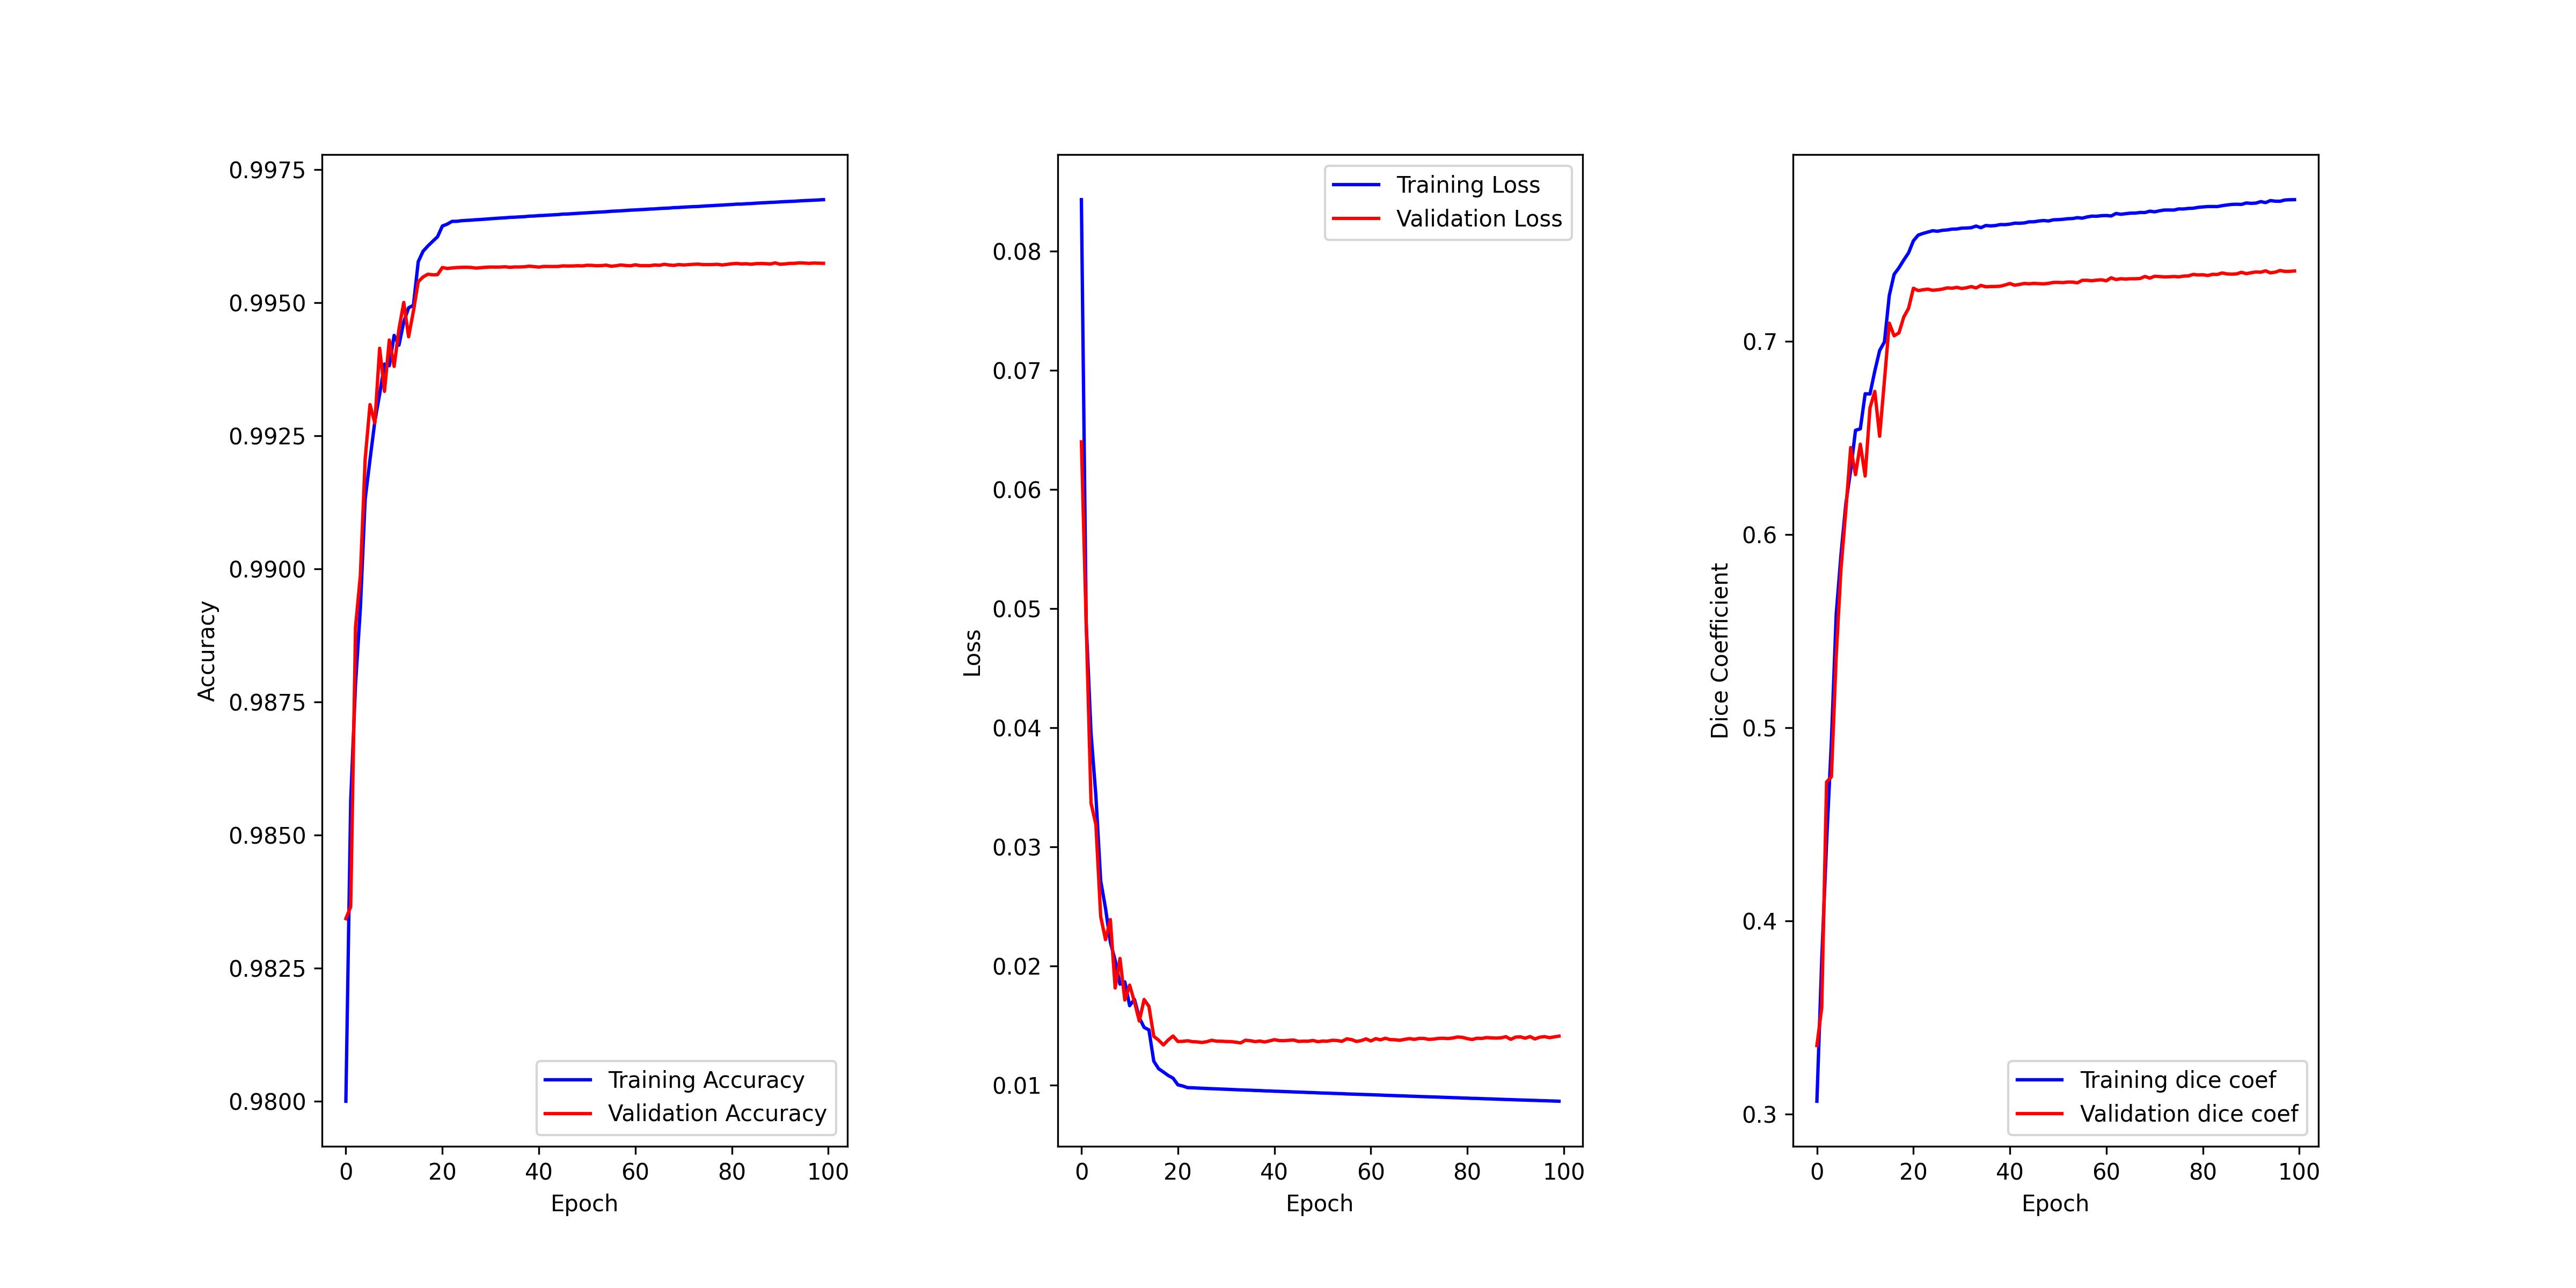 0.9975
0.9950
0.9925
0.9900
0.9875
0.9850
0.9825
0.9800
Accuracy
Training Accuracy
Validation Accuracy
0 20 40 60 80 100
Epoch
0.08
0.07
0.06
0.05
0.04
0.03
0.02
0.01
Loss
Training Loss
Validation Loss
0 20 40 60 80 100
Epoch
0.7
0.6
0.5
0.4
0.3
Dice Coefficient
Training dice coef
Validation dice coef
0 20 40 60 80 100
Epoch